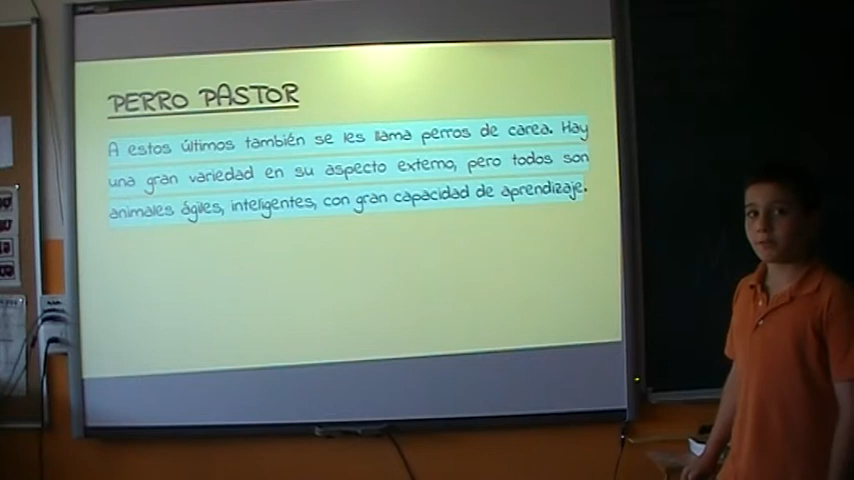 PERRO PASTOR
A estos últimos también se les llama perros de carea. Hay
una gran variedad en su aspecto externo, pero todos son
animales ágiles, inteligentes, con gran capacidad de aprendizaje.